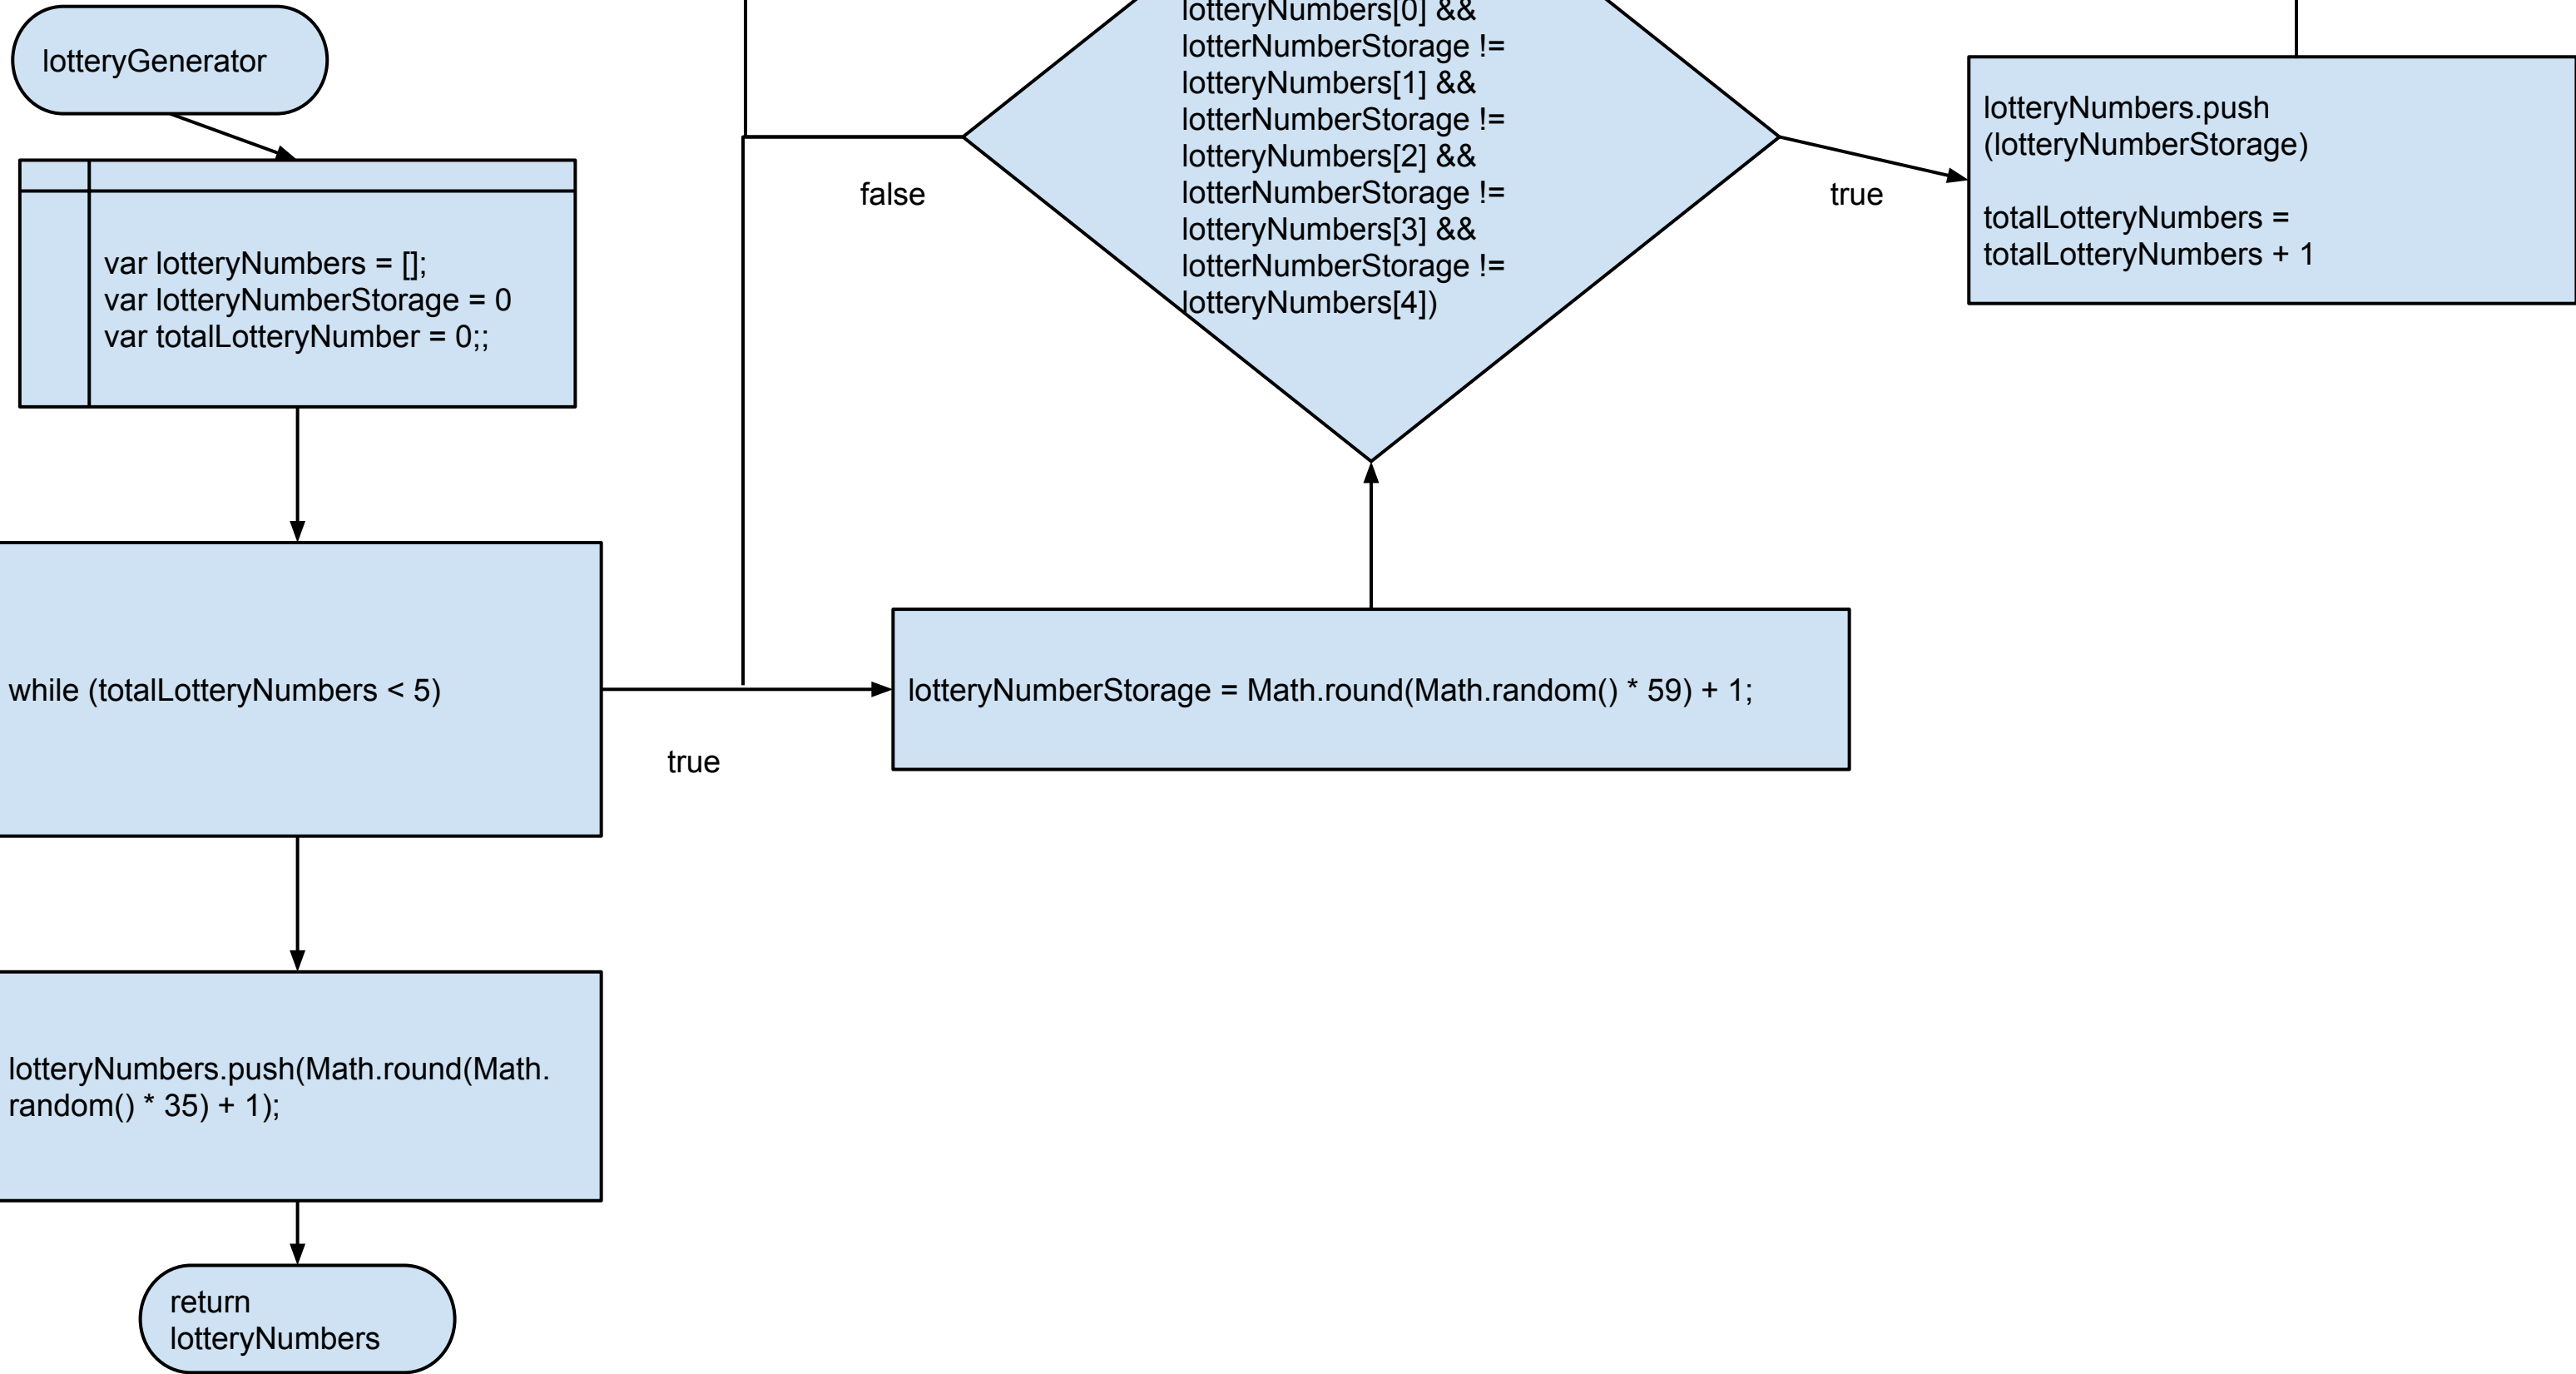 lotteryGenerator
var lotteryNumbers = [];
var lotteryNumberStorage = 0
var totalLotteryNumber = 0;;
while (totalLotteryNumbers < 5)
true
lotteryNumbers.push(Math.round(Math.
random() * 35) + 1);
return
lotteryNumbers
lotteryNumberStorage = Math.round(Math.random() * 59) + 1;
lotteryNumbers[0] &&
lotterNumberStorage !=
lotteryNumbers[1] &&
lotterNumberStorage !=
lotteryNumbers[2] &&
lotterNumberStorage !=
lotteryNumbers[3] &&
lotterNumberStorage !=
lotteryNumbers[4])
false
true
lotteryNumbers.push
(lotteryNumberStorage)
totalLotteryNumbers =
totalLotteryNumbers + 1